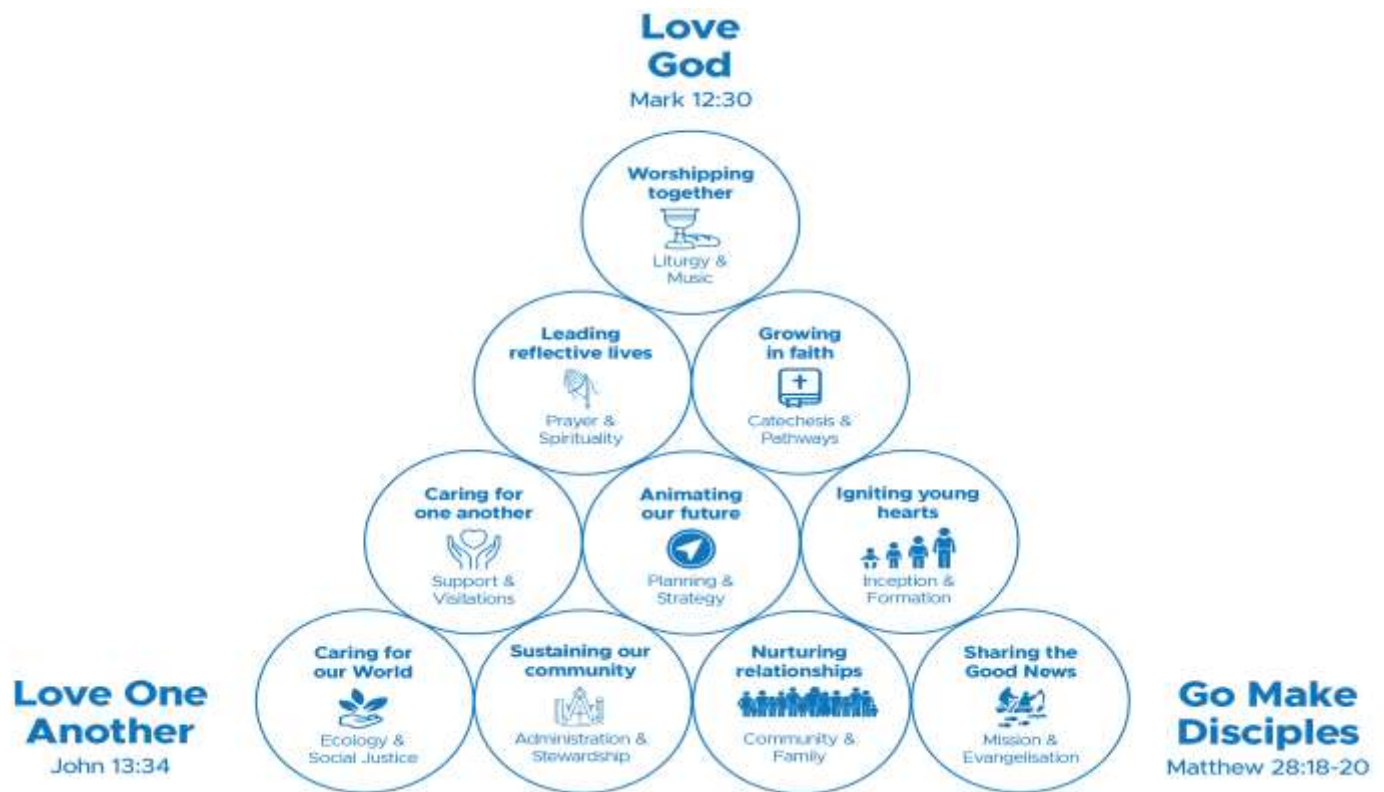 Love
God
Mark 12:30
Worshipping
together
Liturgy &
Music
Leading
reflective lives
Prayer &
Spirituality
Growing
in faith
Catechesis &
Pathways
Caring for
one another
Support &
Visitations
Animating
our future
Planning &
Strategy
Igniting young
hearts
Inception &
Formation
Love One
Another
John 13:34
Caring for
our World
Ecology &
Social Justice
Sustaining our
community
Administration &
Stewardship
Nurturing
relationships
Community &
Family
Sharing the
Good News
Mission &
Evangelisation
Go Make
Disciples
Matthew 28:18-20